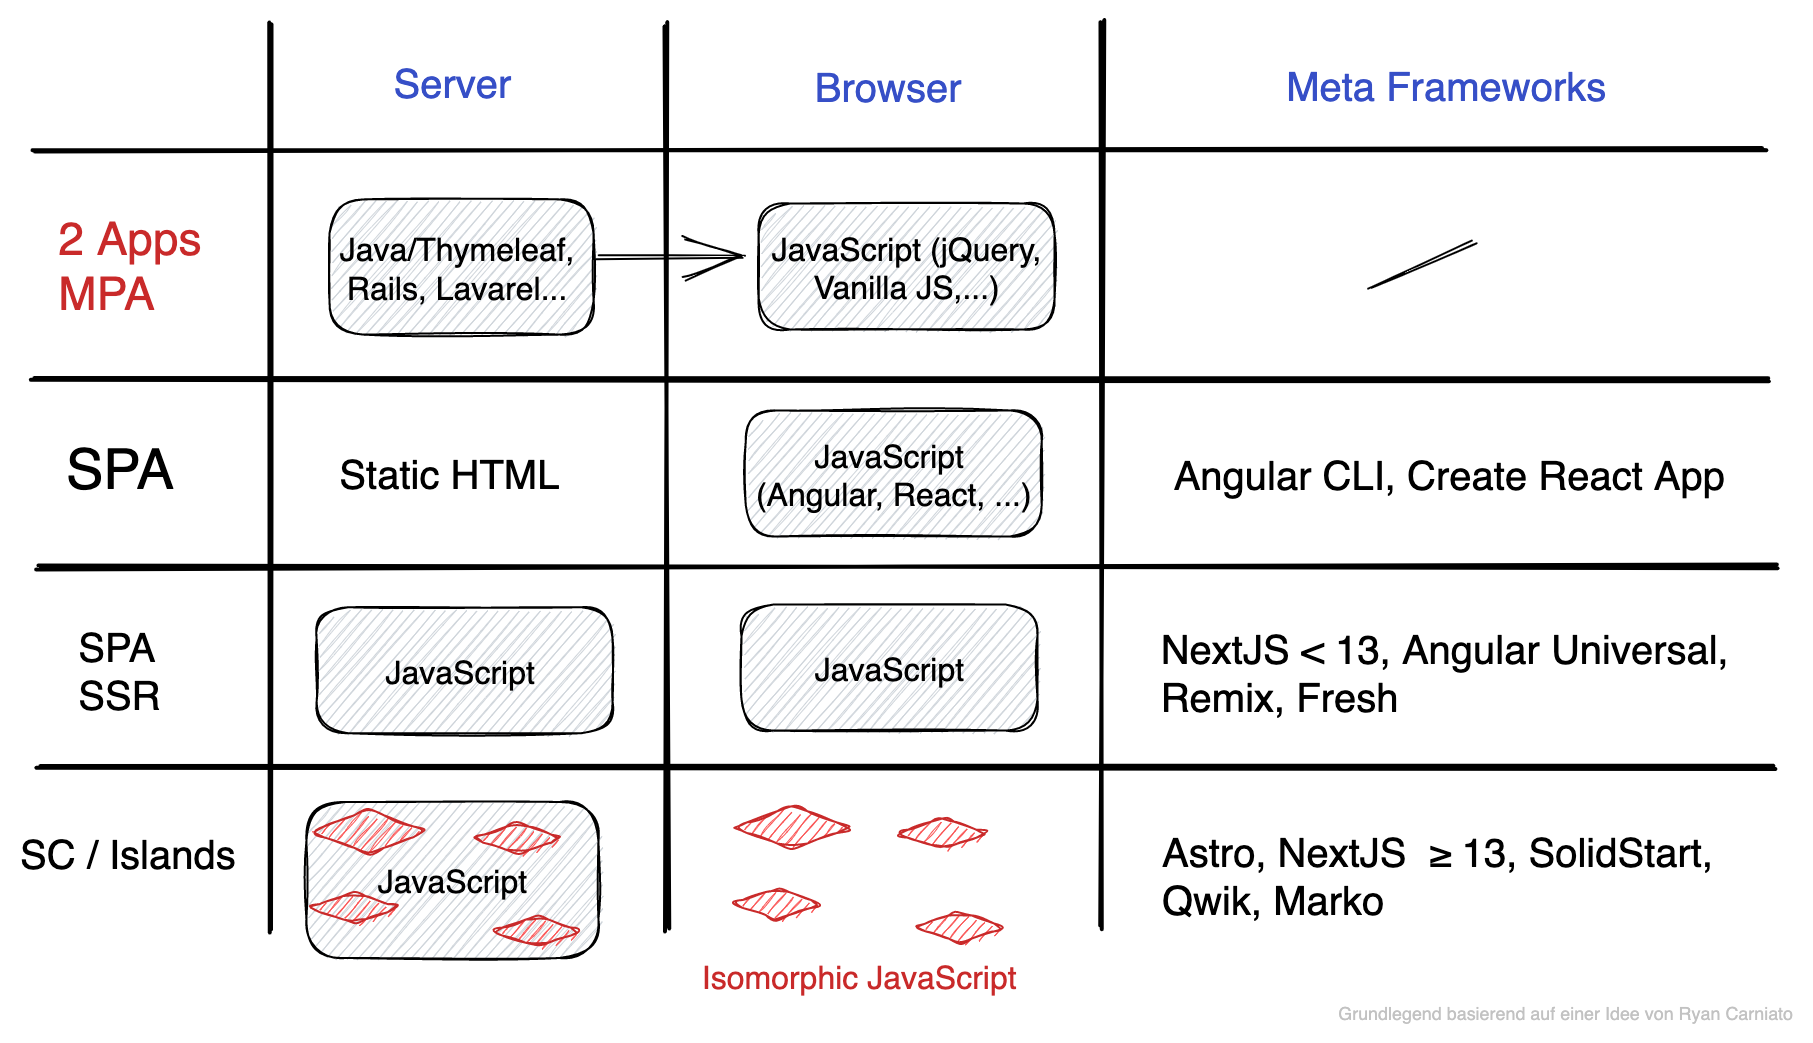 Server
Browser
Meta Frameworks
2 Apps
MPA
Java/Thymeleaf,
Rails, Lavarel...
JavaScript (jQuery,
Vanilla JS,...)
SPA
Static HTML
JavaScript
(Angular, React, ...)
Angular CLI, Create React App
SPA
SSR
JavaScript
JavaScript
NextJS < 13, Angular Universal,
Remix, Fresh
SC / Islands
JavaScript
Isomorphic JavaScript
Astro, NextJS ≥ 13, SolidStart,
Qwik, Marko
Grundlegend basierend auf einer Idee von Ryan Carniato